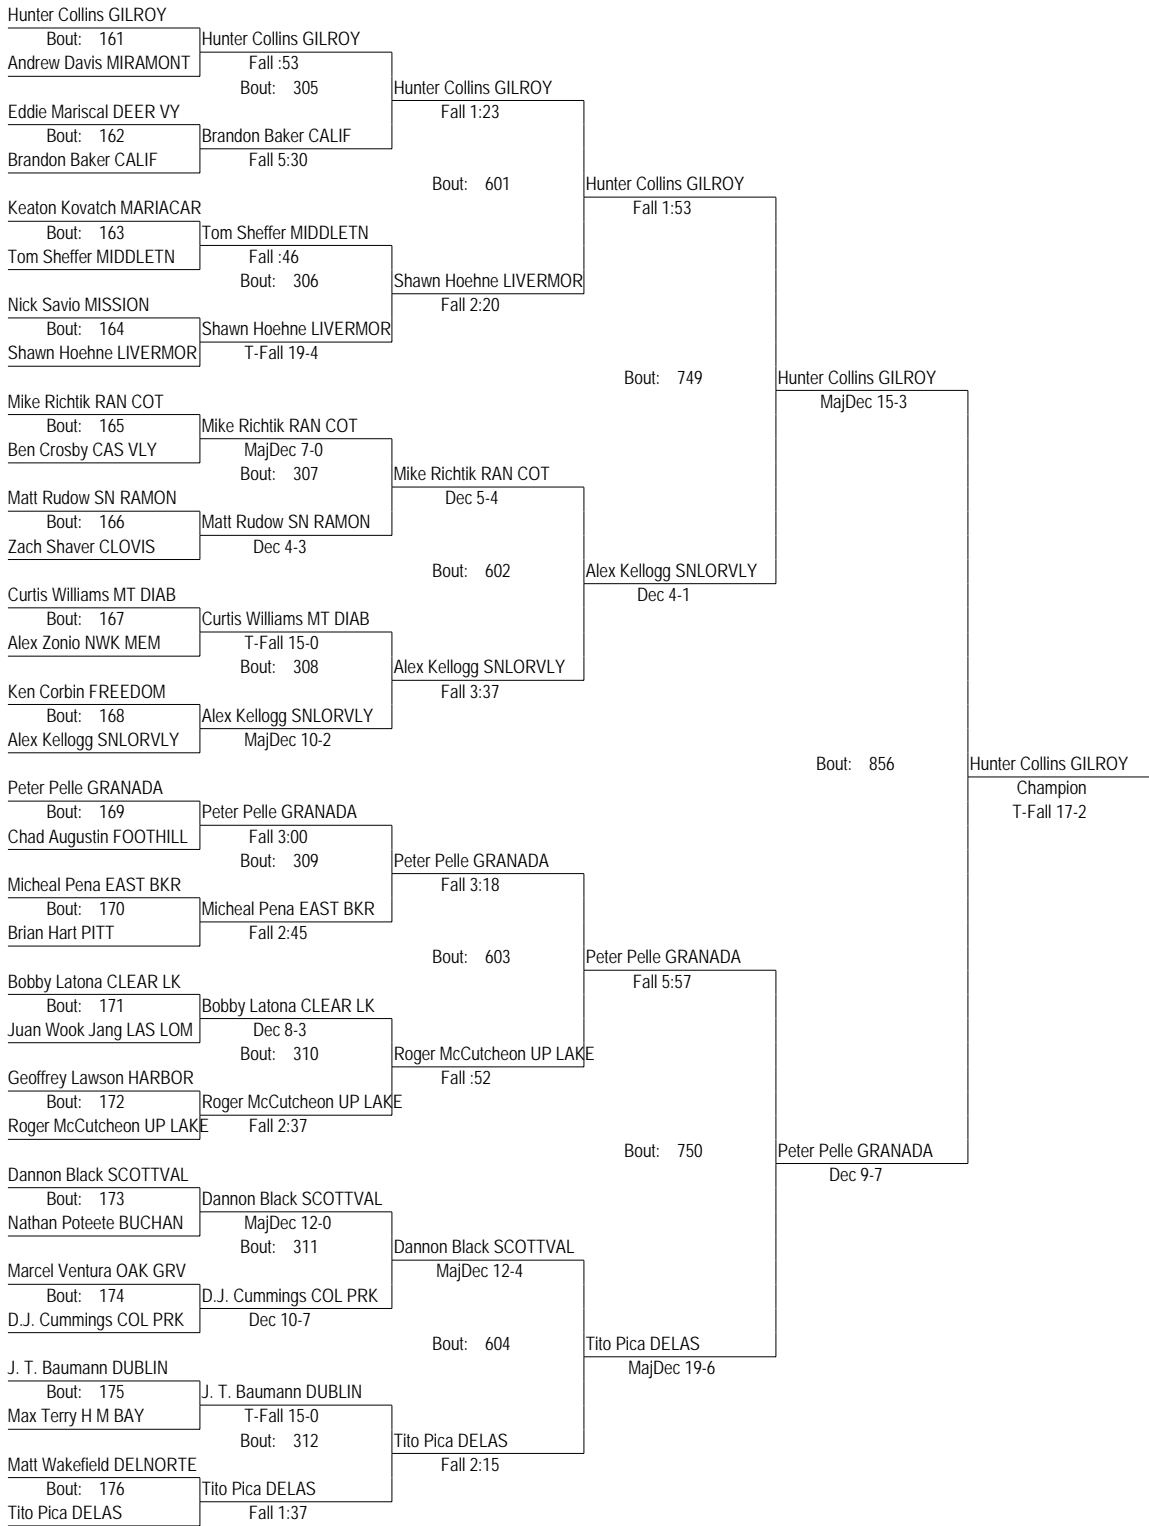 Hunter Collins GILROY
Bout: 161 Hunter Collins GILROY
Andrew Davis MIRAMONT Fall :53
Bout: 305 Hunter Collins GILROY
Eddie Mariscal DEER VY Fall 1:23
Bout: 162 Brandon Baker CALIF
Brandon Baker CALIF Fall 5:30
Bout: 601 Hunter Collins GILROY
Keaton Kovatch MARIACAR Fall 1:53
Bout: 163 Tom Sheffer MIDDLETN
Tom Sheffer MIDDLETN Fall :46
Bout: 306 Shawn Hoehne LIVERMOR
Nick Savio MISSION Fall 2:20
Bout: 164 Shawn Hoehne LIVERMOR
Shawn Hoehne LIVERMOR T-Fall 19-4
Bout: 749 Hunter Collins GILROY
Mike Richtik RAN COT MajDec 15-3
Bout: 165 Mike Richtik RAN COT
Ben Crosby CAS VLY MajDec 7-0
Bout: 307 Mike Richtik RAN COT
Matt Rudow SN RAMON Dec 5-4
Bout: 166 Matt Rudow SN RAMON
Zach Shaver CLOVIS Dec 4-3
Bout: 602 Alex Kellogg SNLORVLY
Curtis Williams MT DIAB Dec 4-1
Bout: 167 Curtis Williams MT DIAB
Alex Zonio NWK MEM T-Fall 15-0
Bout: 308 Alex Kellogg SNLORVLY
Ken Corbin FREEDOM Fall 3:37
Bout: 168 Alex Kellogg SNLORVLY
Alex Kellogg SNLORVLY MajDec 10-2
Bout: 856 Hunter Collins GILROY
Peter Pelle GRANADA Champion
Bout: 169 Peter Pelle GRANADA T-Fall 17-2
Chad Augustin FOOTHILL Fall 3:00
Bout: 309 Peter Pelle GRANADA
Micheal Pena EAST BKR Fall 3:18
Bout: 170 Micheal Pena EAST BKR
Brian Hart PITT Fall 2:45
Bout: 603 Peter Pelle GRANADA
Bobby Latona CLEAR LK Fall 5:57
Bout: 171 Bobby Latona CLEAR LK
Juan Wook Jang LAS LOM Dec 8-3
Bout: 310 Roger McCutcheon UP LAKE
Geoffrey Lawson HARBOR Fall :52
Bout: 172 Roger McCutcheon UP LAKE
Roger McCutcheon UP LAKE Fall 2:37
Bout: 750 Peter Pelle GRANADA
Dannon Black SCOTTVAL Dec 9-7
Bout: 173 Dannon Black SCOTTVAL
Nathan Poteete BUCHAN MajDec 12-0
Bout: 311 Dannon Black SCOTTVAL
Marcel Ventura OAK GRV MajDec 12-4
Bout: 174 D.J. Cummings COL PRK
D.J. Cummings COL PRK Dec 10-7
Bout: 604 Tito Pica DELAS
J. T. Baumann DUBLIN MajDec 19-6
Bout: 175 J. T. Baumann DUBLIN
Max Terry H M BAY T-Fall 15-0
Bout: 312 Tito Pica DELAS
Matt Wakefield DELNORTE Fall 2:15
Bout: 176 Tito Pica DELAS
Tito Pica DELAS Fall 1:37